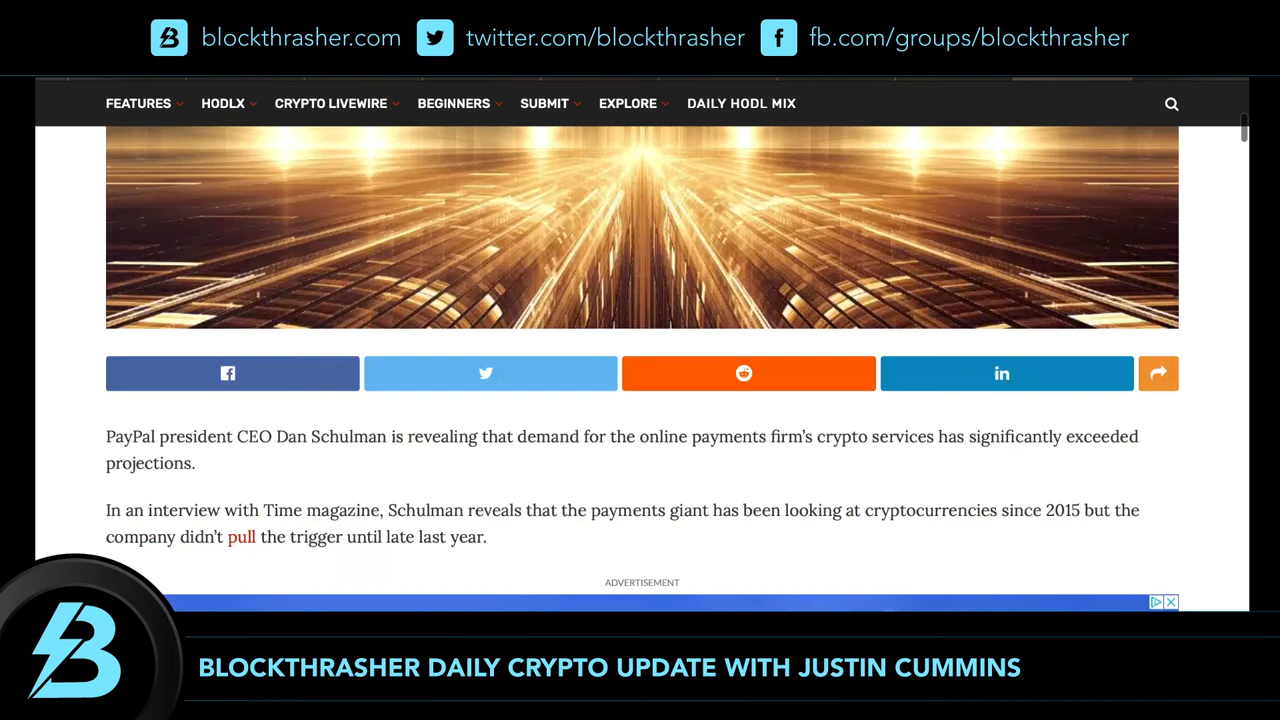 blockthrasher.com twitter.com/blockthrasher fb.com/groups/blockthrasher
FEATURES HODLX CRYPTO LIVEWIRE BEGINNERS SUBMIT EXPLORE DAILY HODL MIX
PayPal president CEO Dan Schulman is revealing that demand for the online payments firm's crypto services has significantly exceeded
projections.
In an interview with Time magazine, Schulman reveals that the payments giant has been looking at cryptocurrencies since 2015 but the
company didn't pull the trigger until late last year.
ADVERTISEMENT
BLOCKTHRASHER DAILY CRYPTO UPDATE WITH JUSTIN CUMMINS